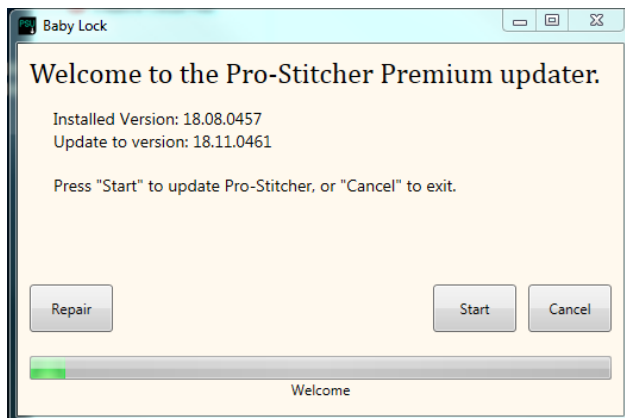 Baby Lock
Welcome to the Pro-Stitcher Premium updater.
Installed Version: 18.08.0457
Update to version: 18.11.0461
Press "Start" to update Pro-Stitcher, or "Cancel" to exit.
Repair
Start
Cancel
Welcome